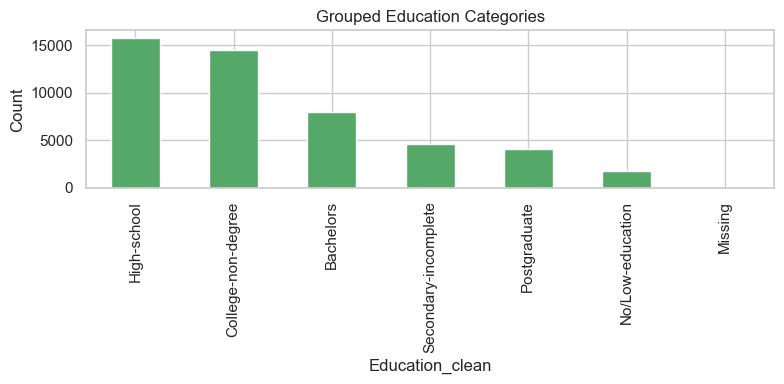 Grouped Education Categories
Count
15000
10000
5000
0
High-school
College-non-degree
Bachelors
Secondary-incomplete
Postgraduate
No/Low-education
Missing
Education_clean